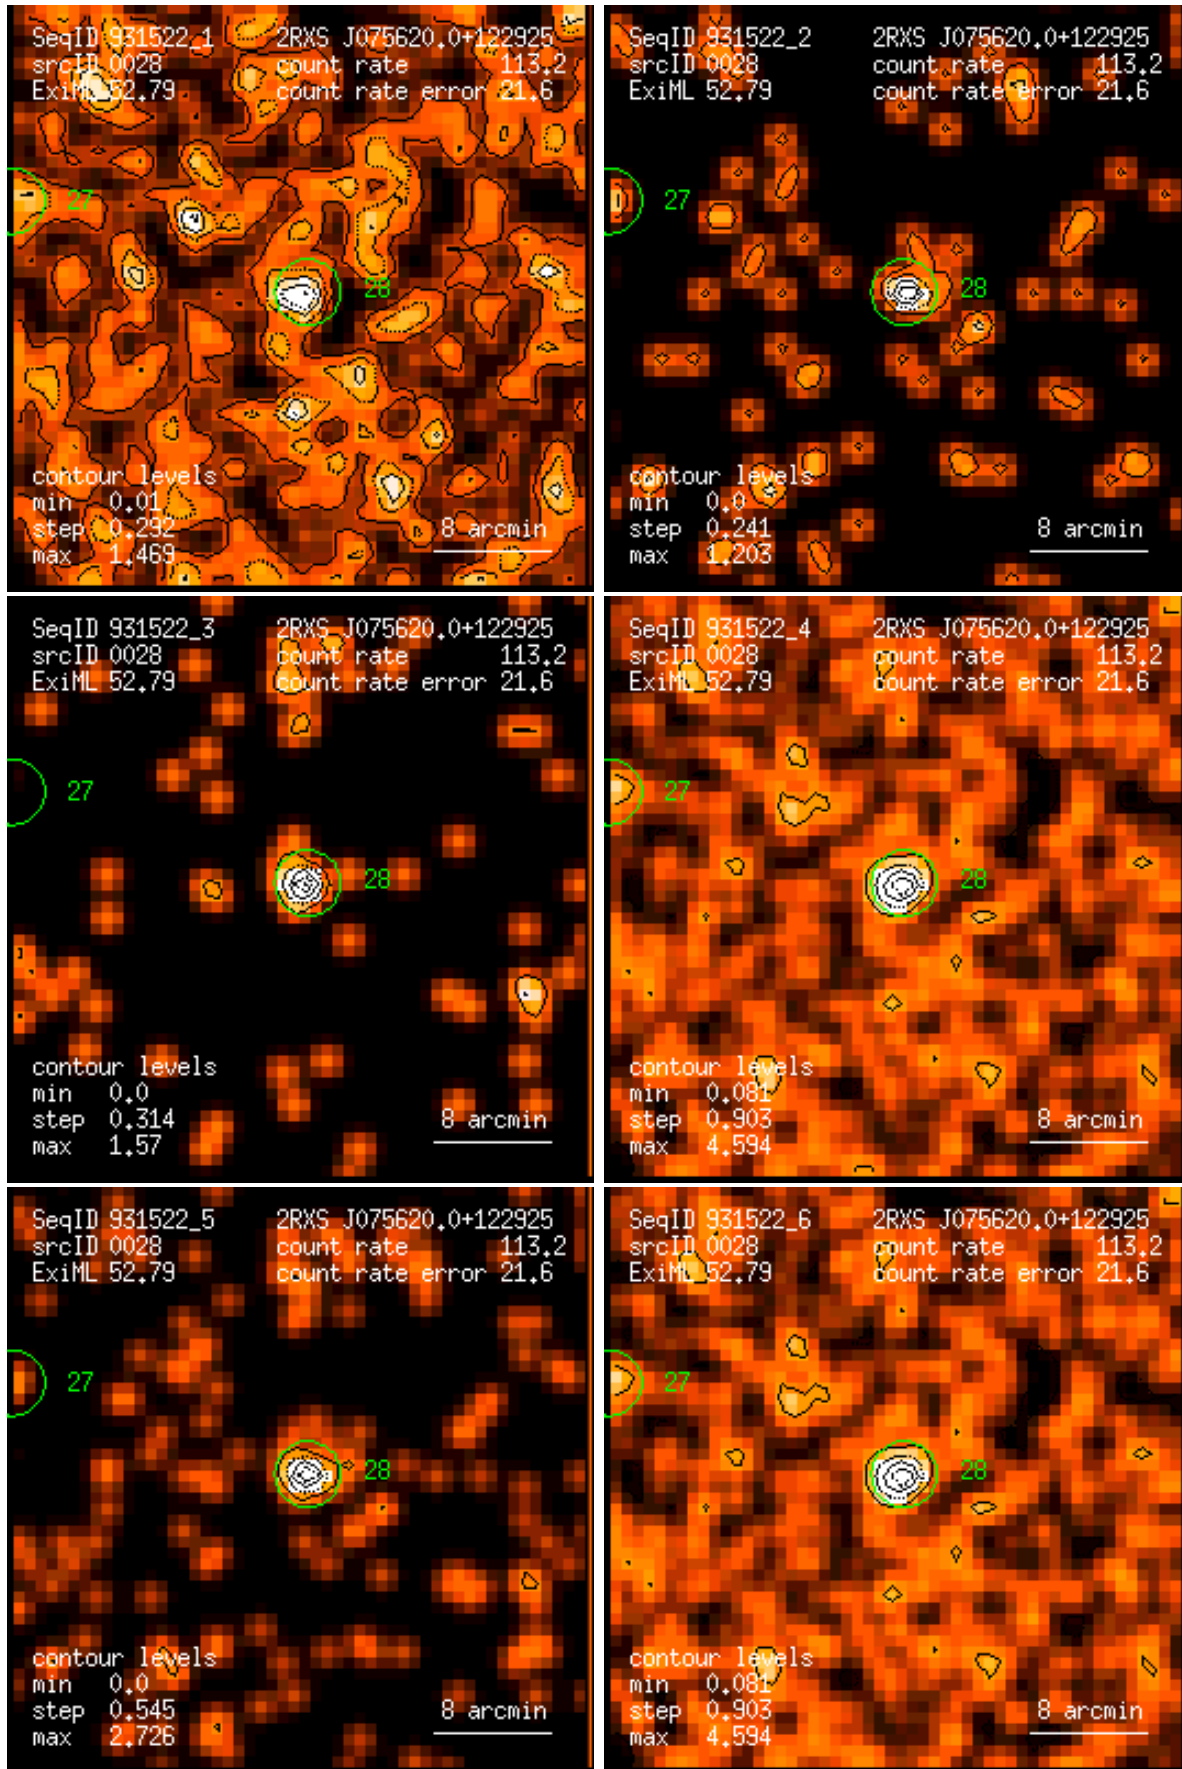 SeqID 931522_1 2RXS J075620.0+122925
srcID 0028 count rate 113.2
ExiML 52.79 count rate error 21.6
27
28
contour levels
min 0.01
step 0.292 8 arcmin
max 1.469
SeqID 931522_2 2RXS J075620.0+122925
srcID 0028 count rate 113.2
ExiML 52.79 count rate error 21.6
27
28
contour levels
min 0.0
step 0.241 8 arcmin
max 1.203
SeqID 931522_3 2RXS J075620.0+122925
srcID 0028 count rate 113.2
ExiML 52.79 count rate error 21.6
27
28
contour levels
min 0.0
step 0.314 8 arcmin
max 1.57
SeqID 931522_4 2RXS J075620.0+122925
srcID 0028 count rate 113.2
ExiML 52.79 count rate error 21.6
27
28
contour levels
min 0.081
step 0.903 8 arcmin
max 4.594
SeqID 931522_5 2RXS J075620.0+122925
srcID 0028 count rate 113.2
ExiML 52.79 count rate error 21.6
27
28
contour levels
min 0.0
step 0.545 8 arcmin
max 2.726
SeqID 931522_6 2RXS J075620.0+122925
srcID 0028 count rate 113.2
ExiML 52.79 count rate error 21.6
27
28
contour levels
min 0.081
step 0.903 8 arcmin
max 4.594